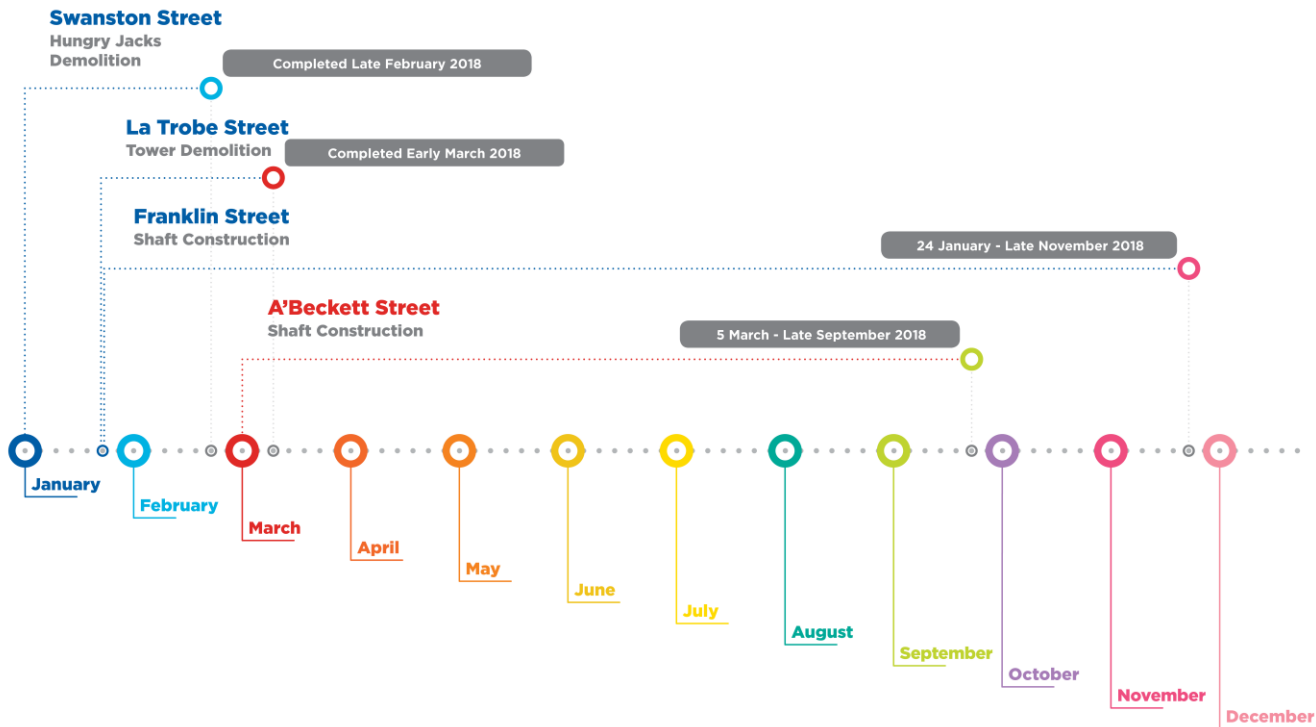 Swanston Street
Hungry Jacks
Demolition
Completed Late February 2018
La Trobe Street
Tower Demolition
Completed Early March 2018
Franklin Street
Shaft Construction
24 January - Late November 2018
A’Beckett Street
Shaft Construction
5 March - Late September 2018
January
February
March
April
May
June
July
August
September
October
November
December